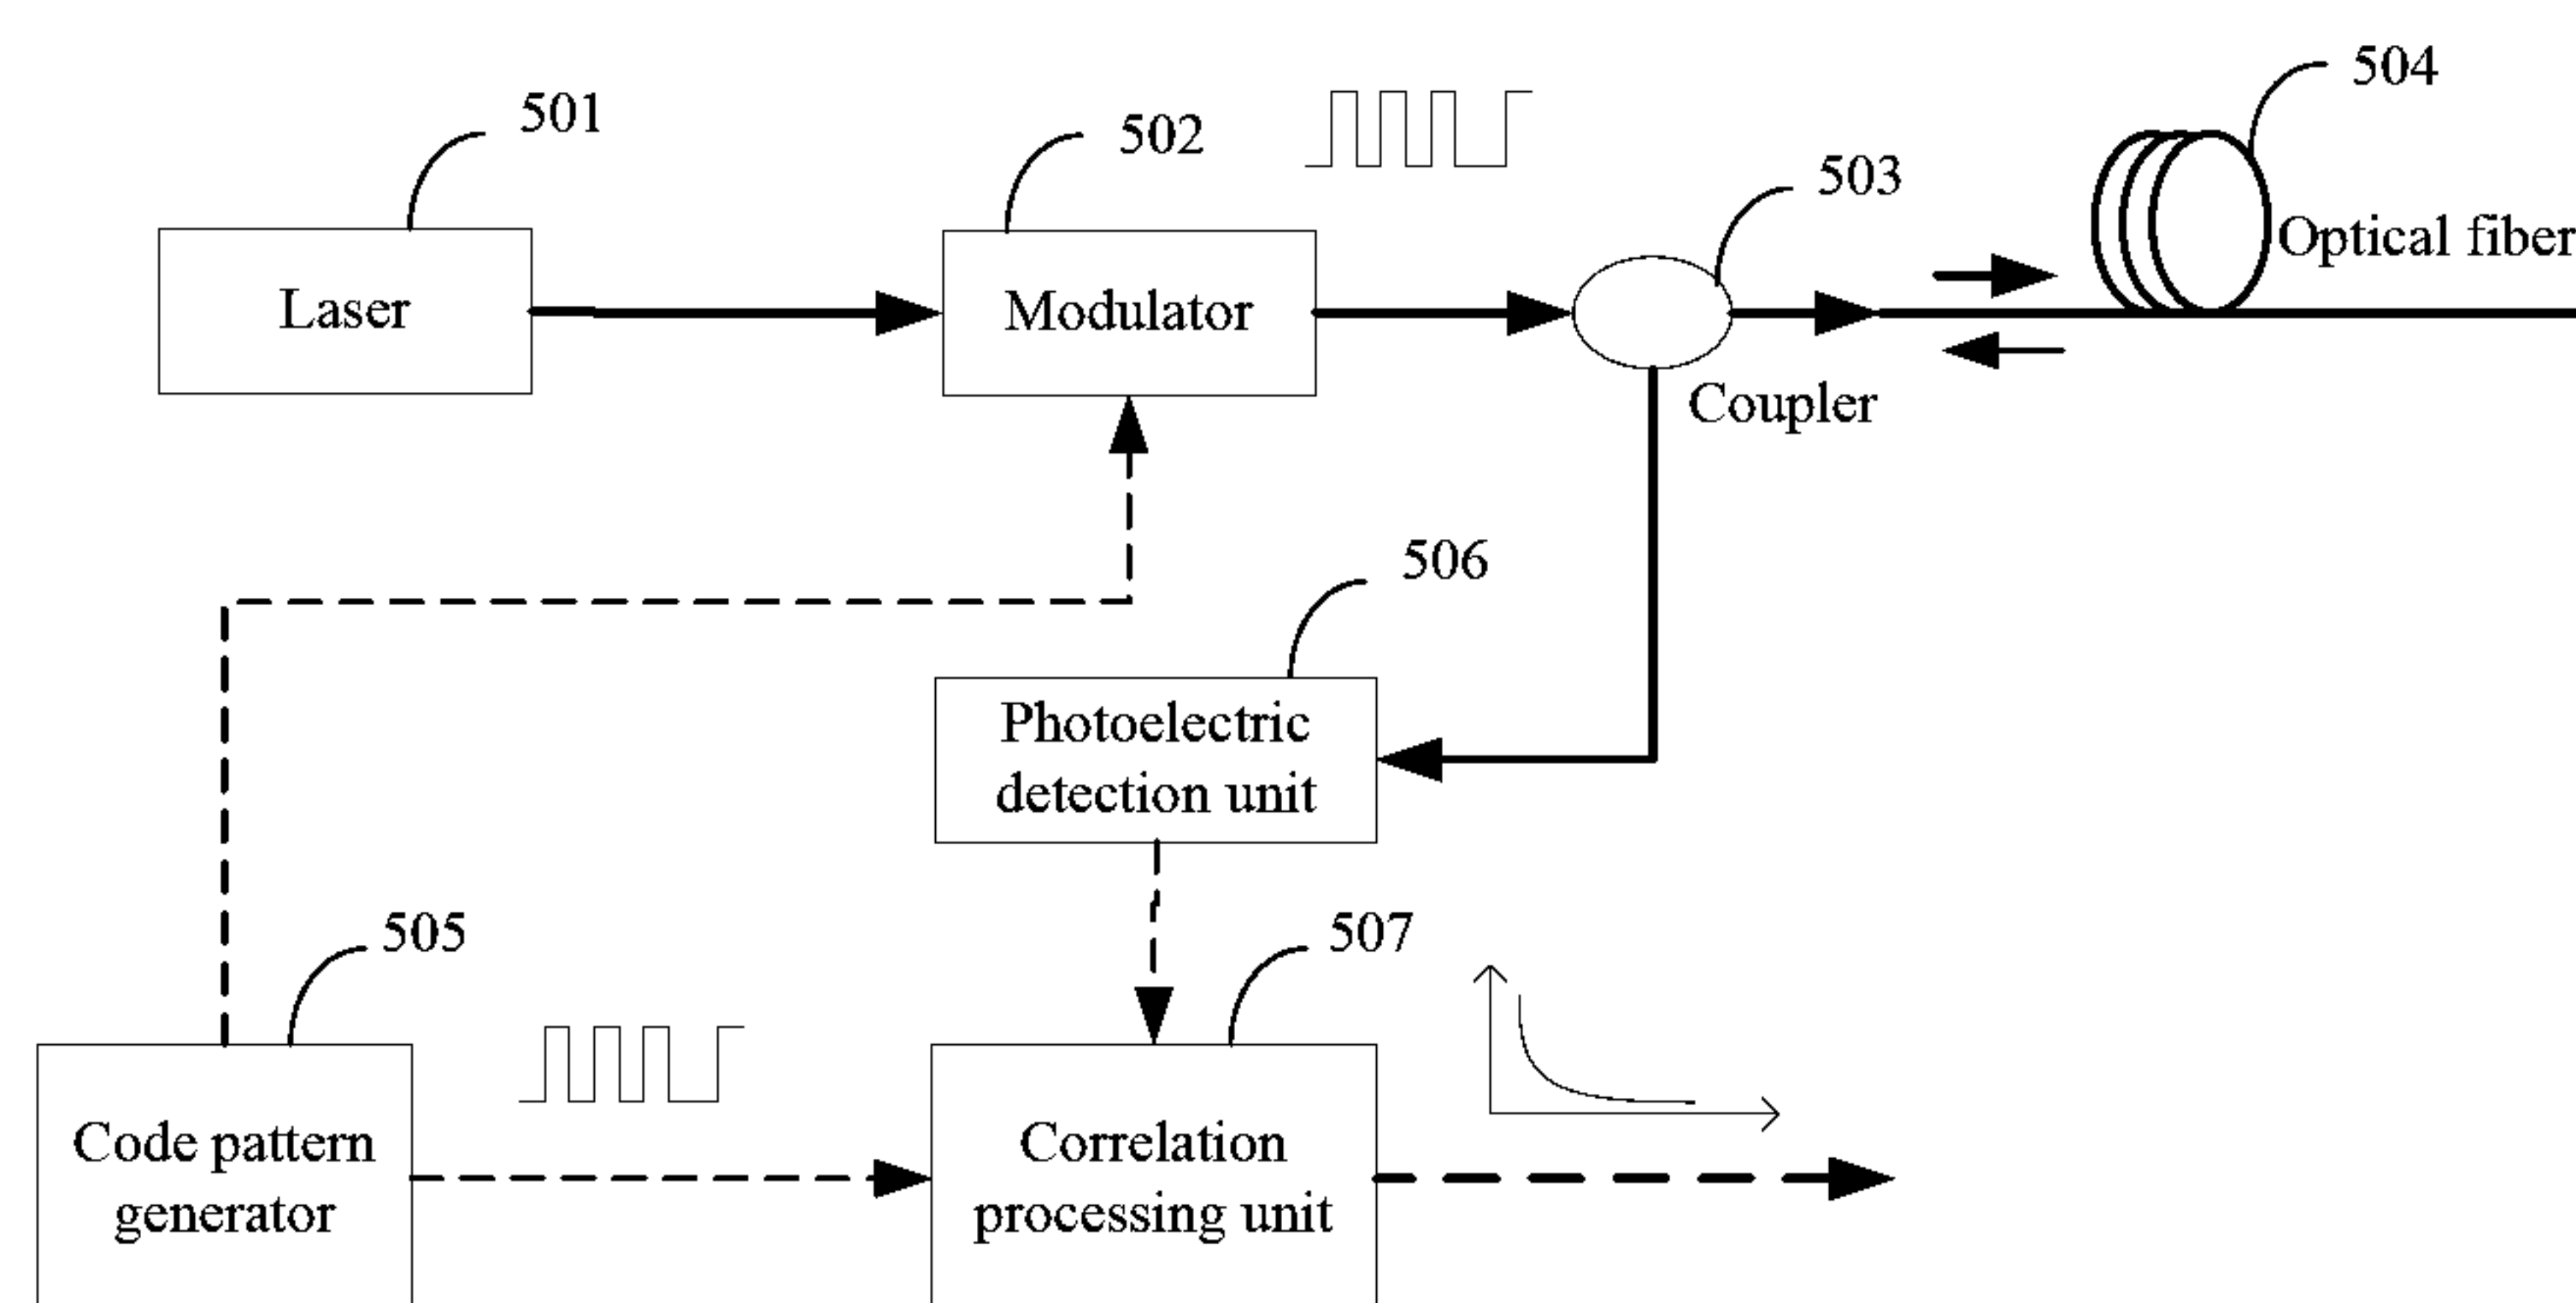 504
501
502
503
Optical fiber
Laser
Modulator
Coupler
506
Photoelectric
detection unit
505
507
Code pattern
generator
Correlation
processing unit